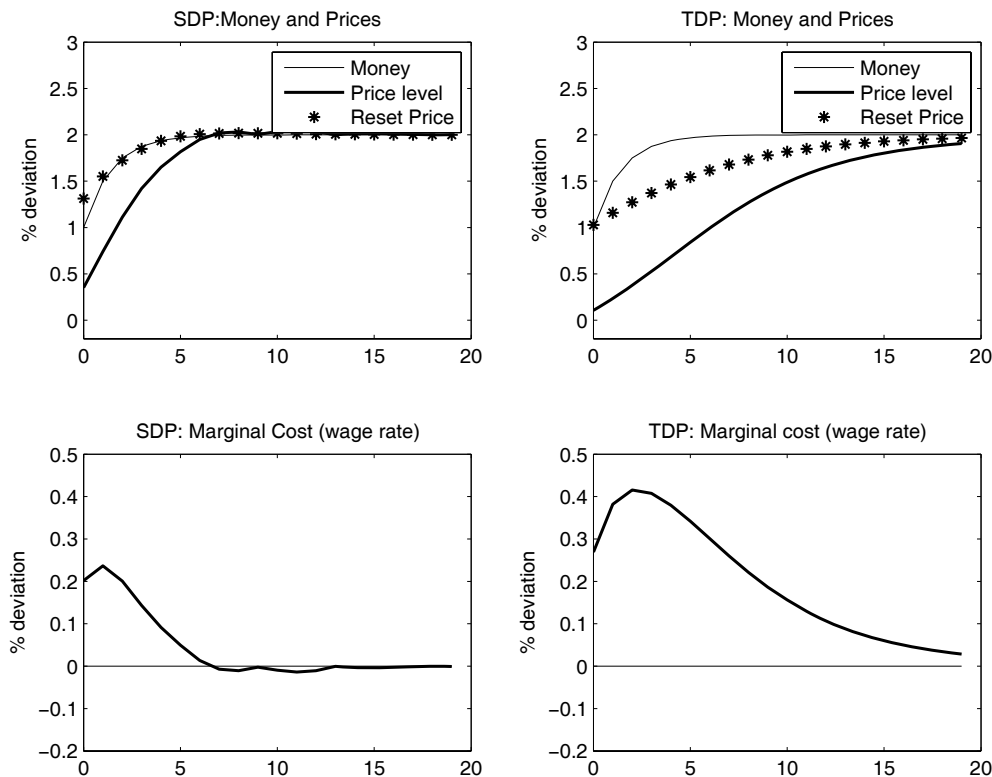 SDP:Money and Prices
3
2.5
2
1.5
1
0.5
0
% deviation
Money
Price level
Reset Price
0 5 10 15 20
TDP: Money and Prices
3
2.5
2
1.5
1
0.5
0
% deviation
Money
Price level
Reset Price
0 5 10 15 20
SDP: Marginal Cost (wage rate)
0.5
0.4
0.3
0.2
0.1
0
−0.1
−0.2
% deviation
0 5 10 15 20
TDP: Marginal cost (wage rate)
0.5
0.4
0.3
0.2
0.1
0
−0.1
−0.2
% deviation
0 5 10 15 20